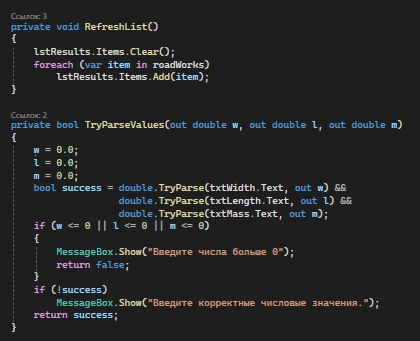 Ссылок: 3
private void RefreshList()
{
    lstResults.Items.Clear();
    foreach (var item in roadWorks)
        lstResults.Items.Add(item);
}
Ссылок: 2
private bool TryParseValues(out double w, out double l, out double m)
{
    w = 0.0;
    l = 0.0;
    m = 0.0;
    bool success = double.TryParse(txtWidth.Text, out w) &&
                   double.TryParse(txtLength.Text, out l) &&
                   double.TryParse(txtMass.Text, out m);
    if (w <= 0 || l <= 0 || m <= 0)
    {
        MessageBox.Show("Введите числа больше 0");
        return false;
    }
    if (!success)
        MessageBox.Show("Введите корректные числовые значения.");
    return success;
}